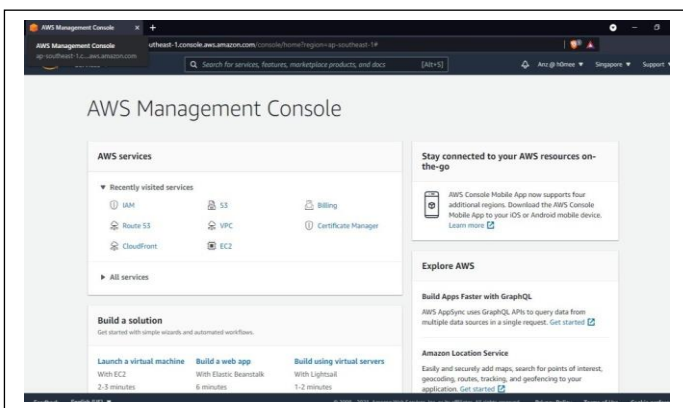 AWS Management Console
AWS Management Console
ap-southeast-1.c...aws.amazon.com
utheast-1.console.aws.amazon.com/console/home?region=ap-southeast-1#
Search for services, features, marketplace products, and docs [Alt+S]
Anz @ h0mee Singapore Support
AWS Management Console
AWS services
Recently visited services
IAM S3 Billing
Route 53 VPC Certificate Manager
CloudFront EC2
All services
Build a solution
Get started with simple wizards and automated workflows.
Launch a virtual machine Build a web app Build using virtual servers
With EC2 With Elastic Beanstalk With Lightsail
2-3 minutes 6 minutes 1-2 minutes
Stay connected to your AWS resources on-
the-go
AWS Console Mobile App now supports four
additional regions. Download the AWS Console
Mobile App to your iOS or Android mobile device.
Learn more
Explore AWS
Build Apps Faster with GraphQL
AWS AppSync uses GraphQL APIs to query data from
multiple data sources in a single request. Get started
Amazon Location Service
Easily and securely add maps, search for points of interest,
geocoding, routes, tracking, and geofencing to your
application. Get started